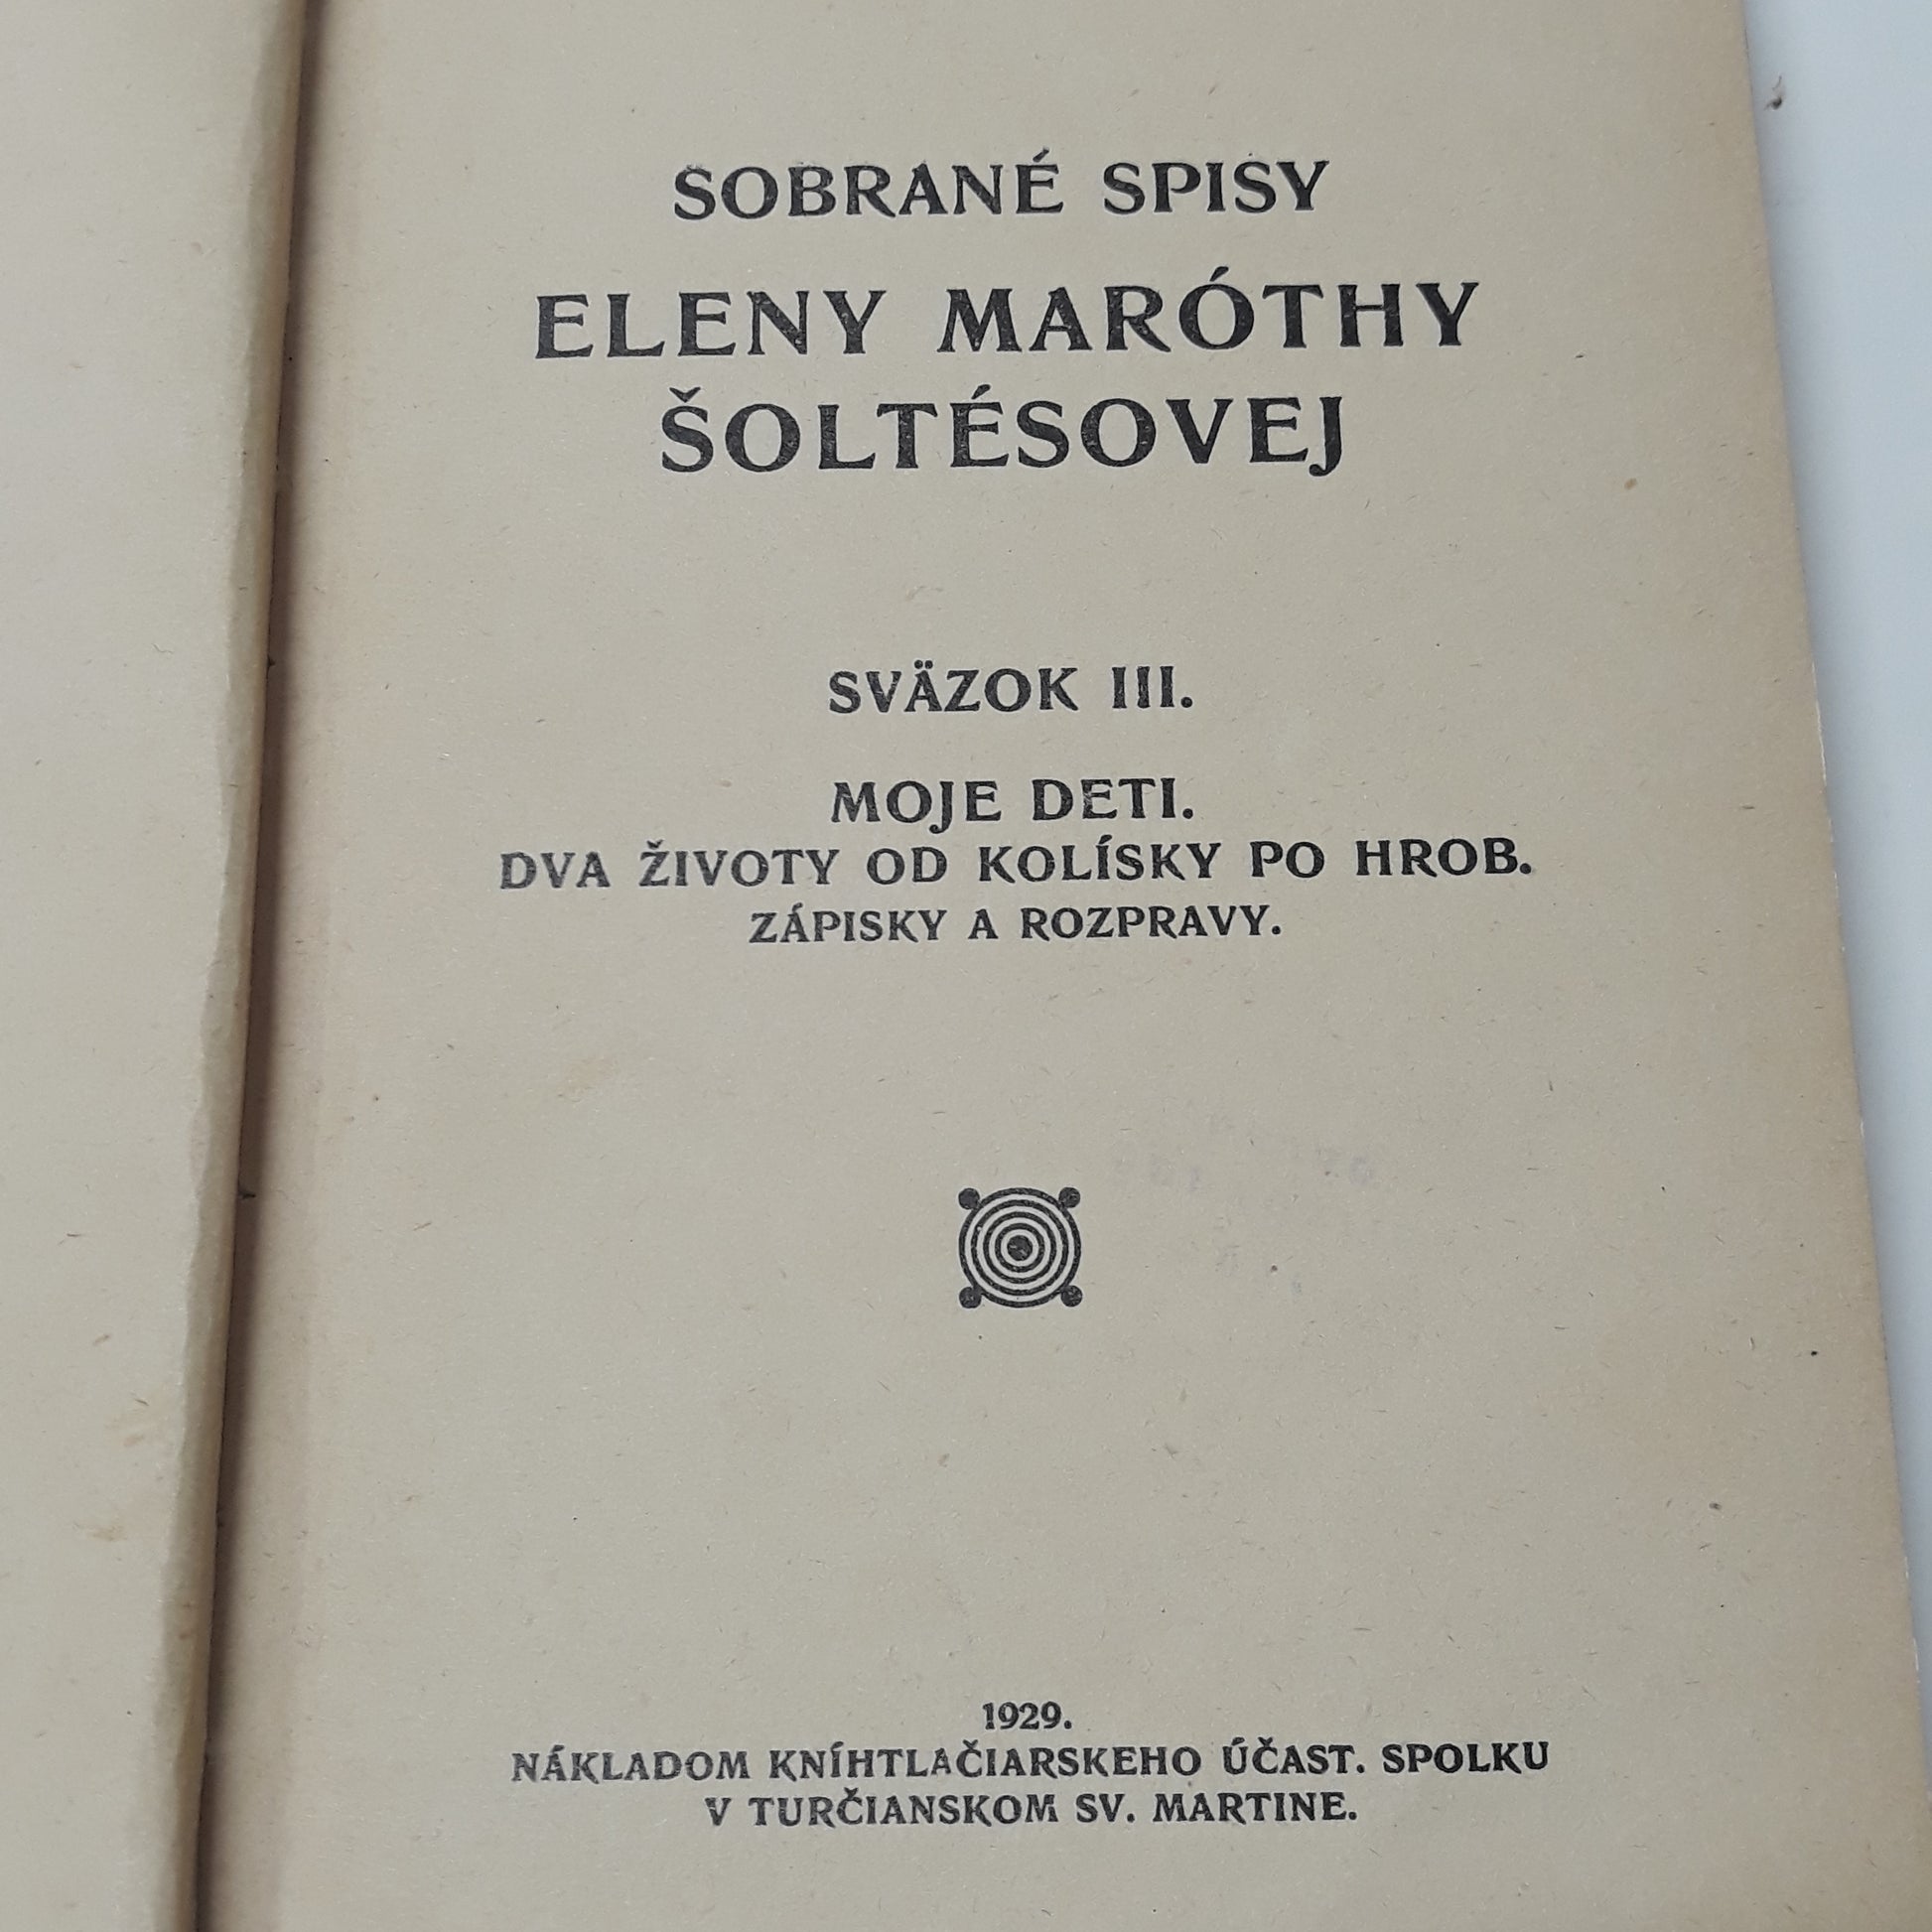 SOBRANÉ SPISY
ELENY MARÓTHY
ŠOLTÉSOVEJ
SVÄZOK III.
MOJE DETI.
DVA ŽIVOTY OD KOLÍSKY PO HROB.
ZÁPISKY A ROZPRAVY.
1929.
NÁKLADOM KNÍHTLAČIARSKEHO ÚČAST. SPOLKU
V TURČIANSKOM SV. MARTINE.